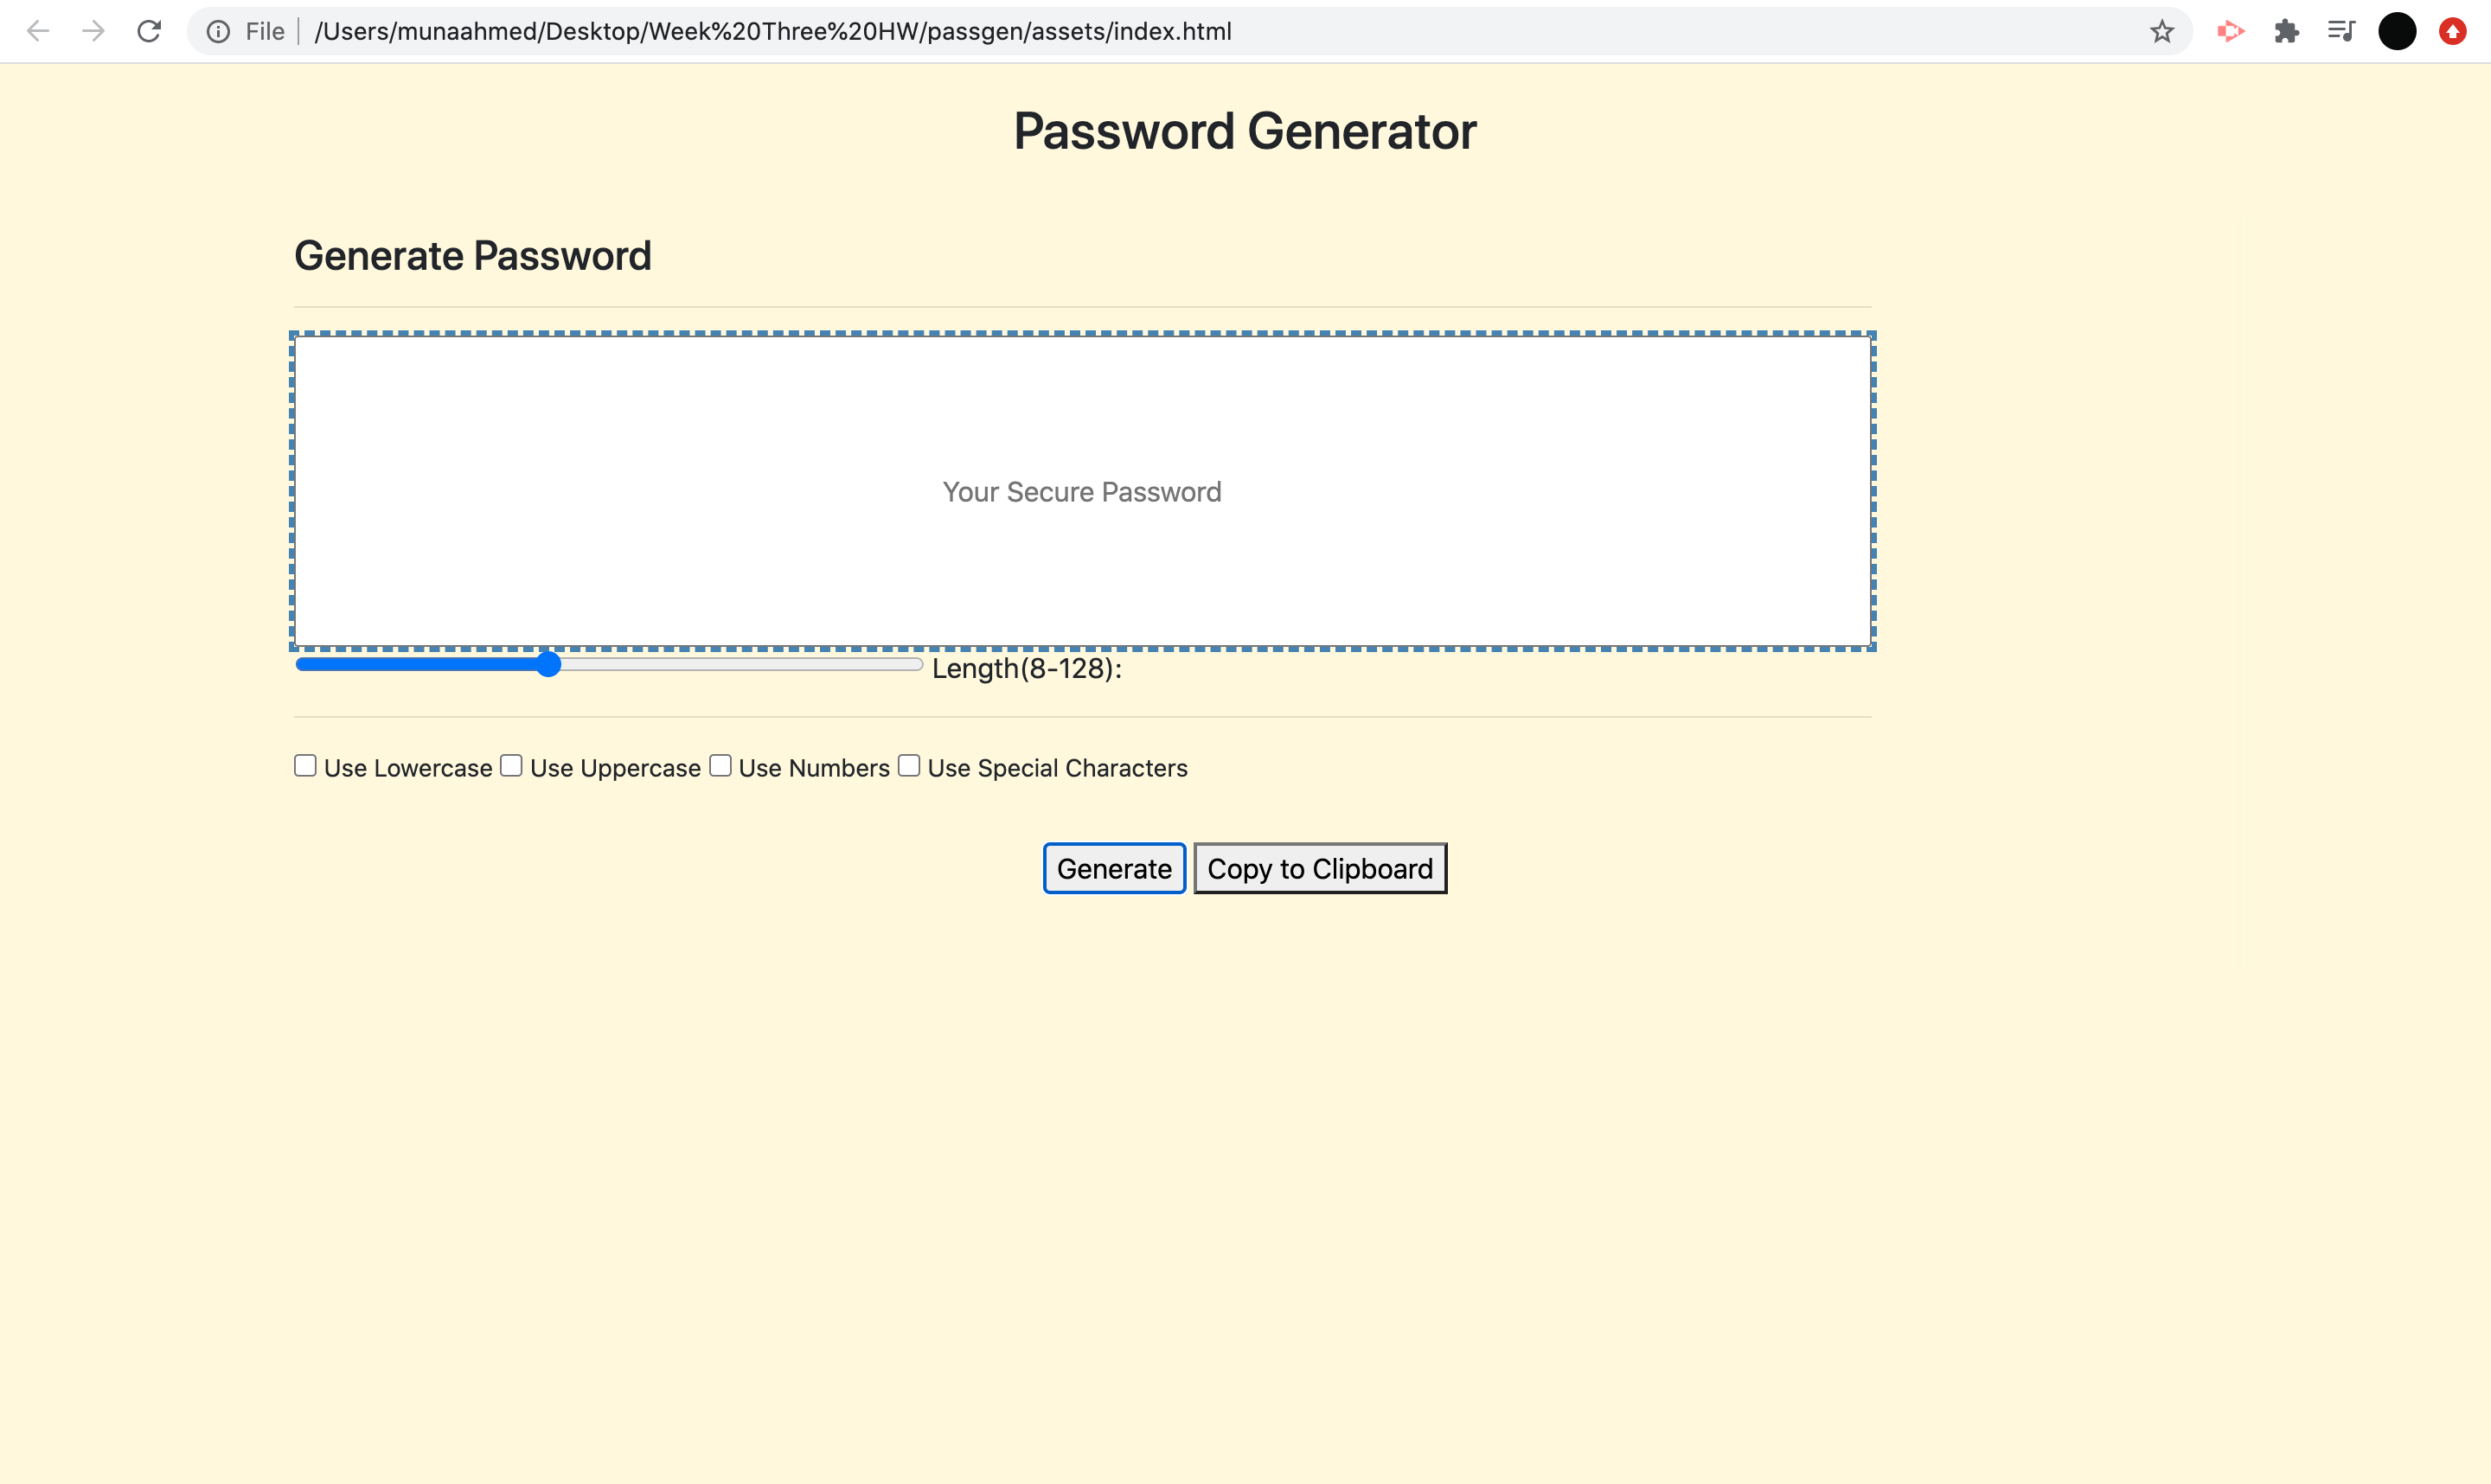 File /Users/munaahmed/Desktop/Week%20Three%20HW/passgen/assets/index.html
Password Generator
Generate Password
Your Secure Password
Length(8-128):
Use Lowercase Use Uppercase Use Numbers Use Special Characters
Generate Copy to Clipboard